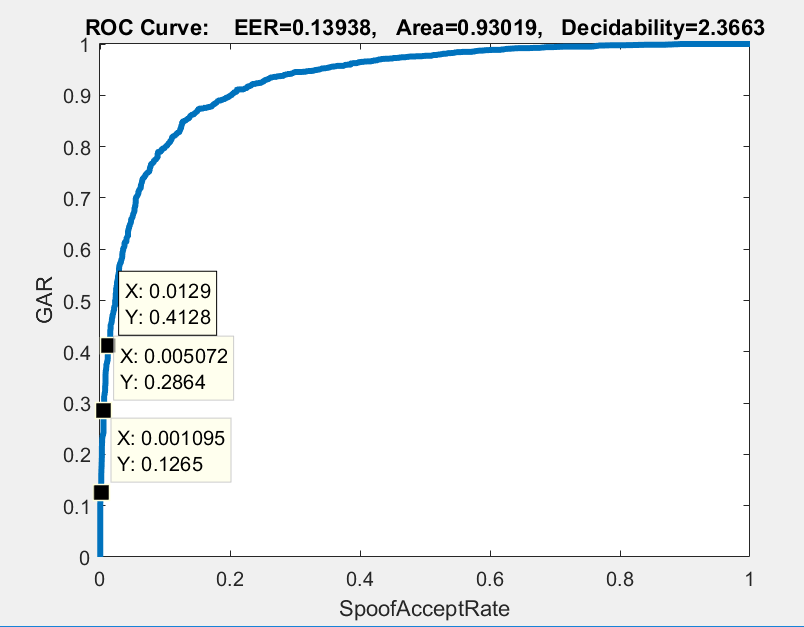 ROC Curve: EER=0.13938, Area=0.93019, Decidability=2.3663
1
0.9
0.8
0.7
0.6
0.5
0.4
0.3
0.2
0.1
0
GAR
X: 0.0129
Y: 0.4128
X: 0.005072
Y: 0.2864
X: 0.001095
Y: 0.1265
0 0.2 0.4 0.6 0.8 1
SpoofAcceptRate